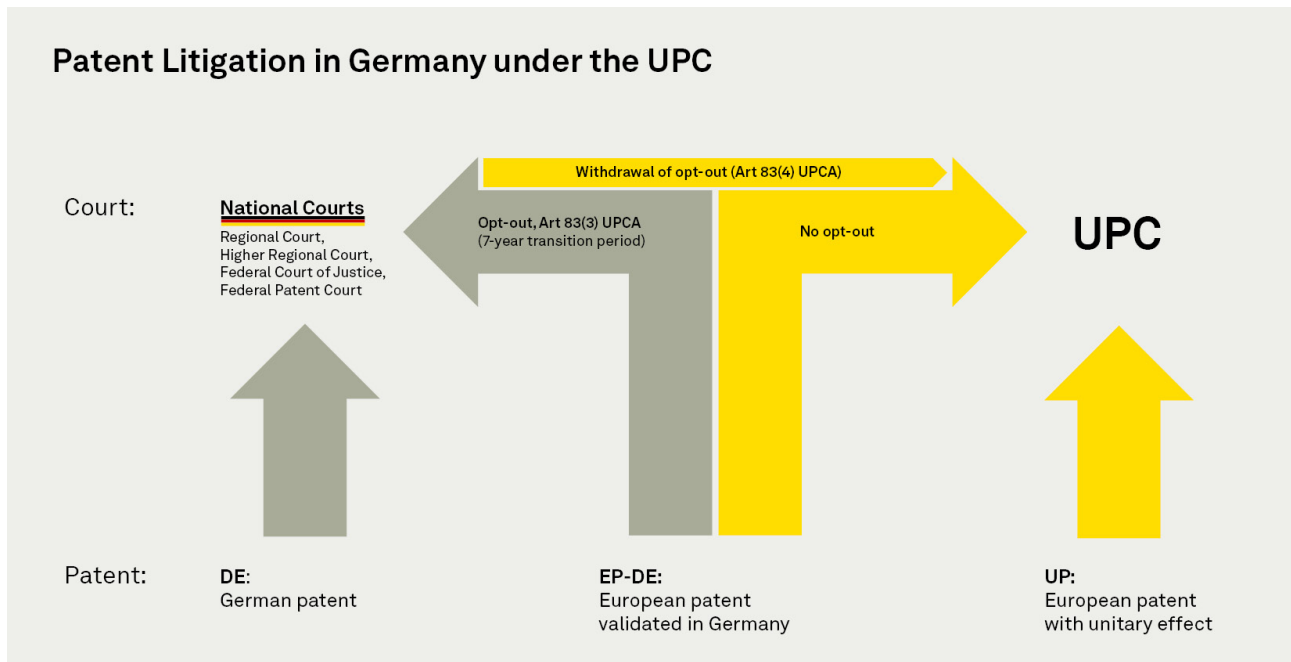 Patent Litigation in Germany under the UPC
Withdrawal of opt-out (Art 83(4) UPCA)
Court:
National Courts
Regional Court,
Higher Regional Court,
Federal Court of Justice,
Federal Patent Court
Opt-out, Art 83(3) UPCA
(7-year transition period)
No opt-out
UPC
Patent:
DE:
German patent
EP-DE:
European patent
validated in Germany
UP:
European patent
with unitary effect